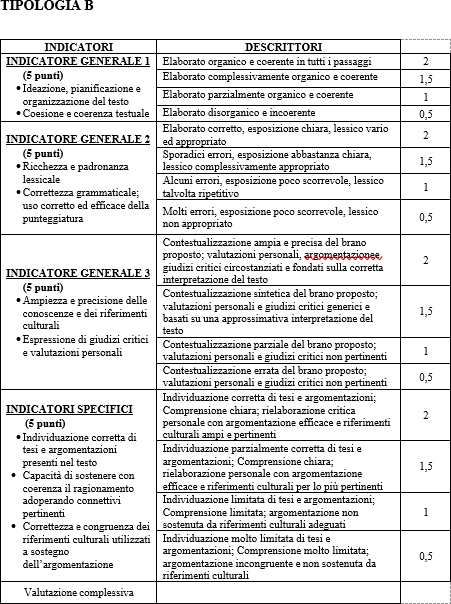 TIPOLOGIA B
INDICATORI
DESCRITTORI
INDICATORE GENERALE 1
(5 punti)
• Ideazione, pianificazione e
organizzazione del testo
• Coesione e coerenza testuale
Elaborato organico e coerente in tutti i passaggi
2
Elaborato complessivamente organico e coerente
1,5
Elaborato parzialmente organico e coerente
1
Elaborato disorganico e incoerente
0,5
INDICATORE GENERALE 2
(5 punti)
• Ricchezza e padronanza
lessicale
• Correttezza grammaticale;
uso corretto ed efficace della
punteggiatura
Elaborato corretto, esposizione chiara, lessico vario
ed appropriato
2
Sporadici errori, esposizione abbastanza chiara,
lessico complessivamente appropriato
1,5
Alcuni errori, esposizione poco scorrevole, lessico
talvolta ripetitivo
1
Molti errori, esposizione poco scorrevole, lessico
non appropriato
0,5
INDICATORE GENERALE 3
(5 punti)
• Ampiezza e precisione delle
conoscenze e dei riferimenti
culturali
• Espressione di giudizi critici
e valutazioni personali
Contestualizzazione ampia e precisa del brano
proposto; valutazioni personali, argomentazionee
giudizi critici circostanziati e fondati sulla corretta
interpretazione del testo
2
Contestualizzazione sintetica del brano proposto;
valutazioni personali e giudizi critici generici e
basati su una approssimativa interpretazione del
testo
1,5
Contestualizzazione parziale del brano proposto;
valutazioni personali e giudizi critici non pertinenti
1
Contestualizzazione errata del brano proposto;
valutazioni personali e giudizi critici non pertinenti
0,5
INDICATORI SPECIFICI
(5 punti)
• Individuazione corretta di
tesi e argomentazioni
presenti nel testo
• Capacità di sostenere con
coerenza il ragionamento
adoperando connettivi
pertinenti
• Correttezza e congruenza dei
riferimenti culturali utilizzati
a sostegno
dell'argomentazione
Individuazione corretta di tesi e argomentazioni;
Comprensione chiara; rielaborazione critica
personale con argomentazione efficace e riferimenti
culturali ampi e pertinenti
2
Individuazione parzialmente corretta di tesi e
argomentazioni; Comprensione chiara;
rielaborazione personale con argomentazione
efficace e riferimenti culturali per lo più pertinenti
1,5
Individuazione limitata di tesi e argomentazioni;
Comprensione limitata; argomentazione non
sostenuta da riferimenti culturali adeguati
1
Individuazione molto limitata di tesi e
argomentazioni; Comprensione molto limitata;
argomentazione incongruente e non sostenuta da
riferimenti culturali
0,5
Valutazione complessiva